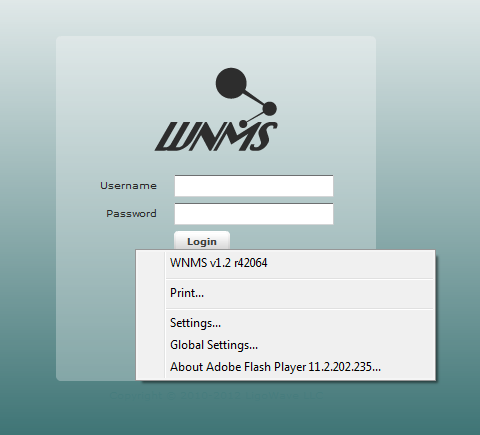 WNMS
Username
Password
Login
WNMS v1.2 r42064
Print...
Settings...
Global Settings...
About Adobe Flash Player 11.2.202.235...